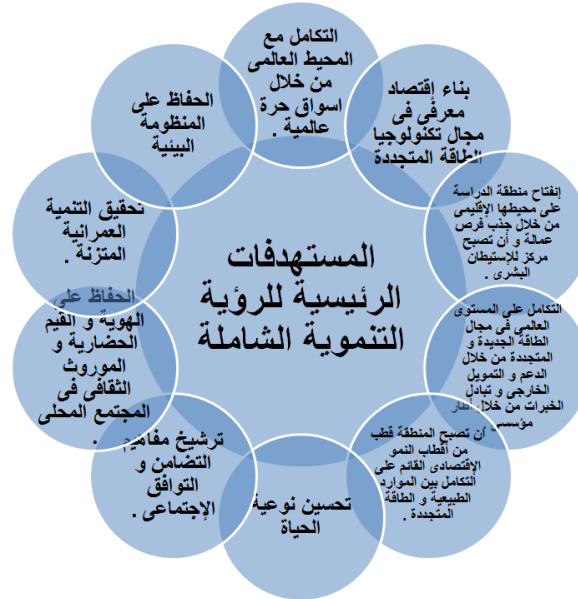 المستهدفات
الرئيسية للرؤية
التنموية الشاملة
التكامل مع
المحيط العالمى
من خلال
اسواق حرة
عالمية .
بناء إقتصاد
معرفى فى
مجال تكنولوجيا
الطاقة المتجددة
إنفتاح منطقة الدراسة
على محيطها الإقليمى
من خلال جذب فرص
عمالة و أن تصبح
مركز للإستيطان
البشرى .
التكامل على المستوى
العالمى فى مجال
الطاقة الجديدة و
المتجددة من خلال
الدعم و التمويل
الخارجى و تبادل
الخبرات من خلال إطار
مؤسسى
أن تصبح المنطقة قطب
من أقطاب النمو
الإقتصادى القائم على
التكامل بين الموارد
الطبيعية و الطاقة
المتجددة .
تحسين نوعية
الحياة
ترشيخ مفاهيم
التضامن و
التوافق
الإجتماعى .
الحفاظ على
الهوية و القيم
الحضارية و
الموروث
الثقافى فى
المجتمع المحلى
.
تحقيق التنمية
العمرانية
المتزنة .
الحفاظ على
المنظومة
البيئية